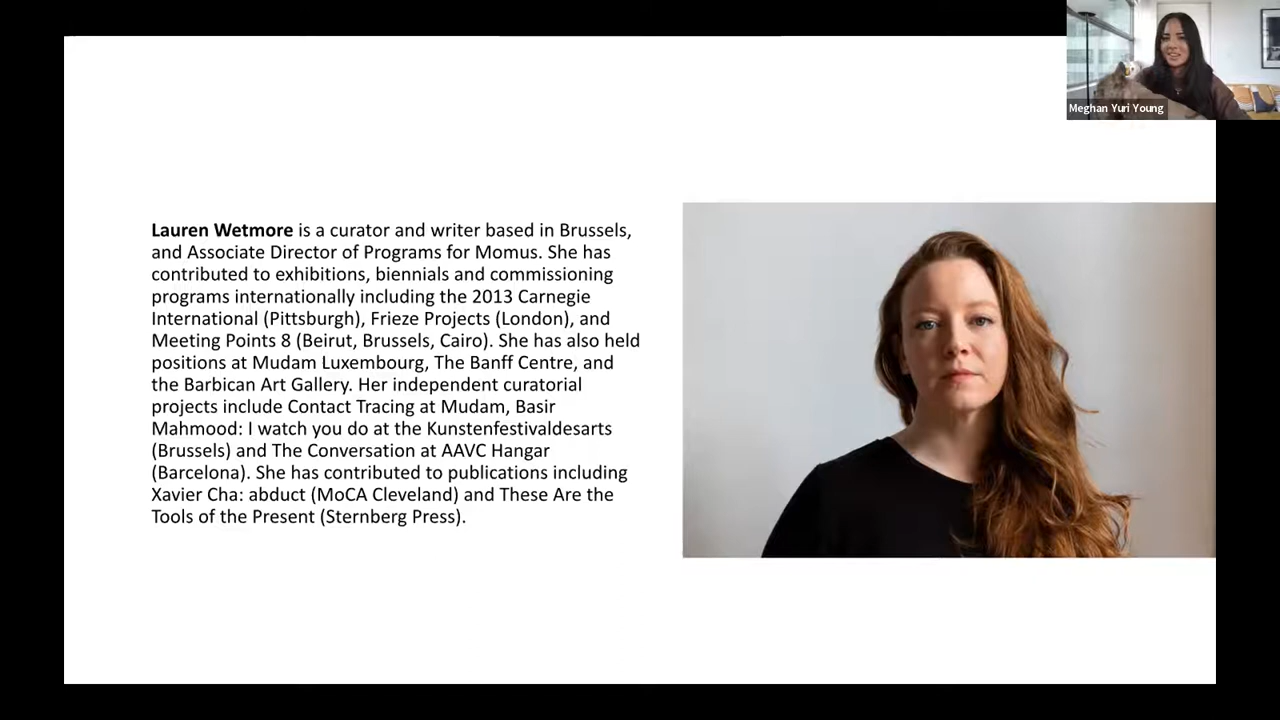 Meghan Yuri Young
Lauren Wetmore is a curator and writer based in Brussels,
and Associate Director of Programs for Momus. She has
contributed to exhibitions, biennials and commissioning
programs internationally including the 2013 Carnegie
International (Pittsburgh), Frieze Projects (London), and
Meeting Points 8 (Beirut, Brussels, Cairo). She has also held
positions at Mudam Luxembourg, The Banff Centre, and
the Barbican Art Gallery. Her independent curatorial
projects include Contact Tracing at Mudam, Basir
Mahmood: I watch you do at the Kunstenfestivaldesarts
(Brussels) and The Conversation at AAVC Hangar
(Barcelona). She has contributed to publications including
Xavier Cha: abduct (MoCA Cleveland) and These Are the
Tools of the Present (Sternberg Press).